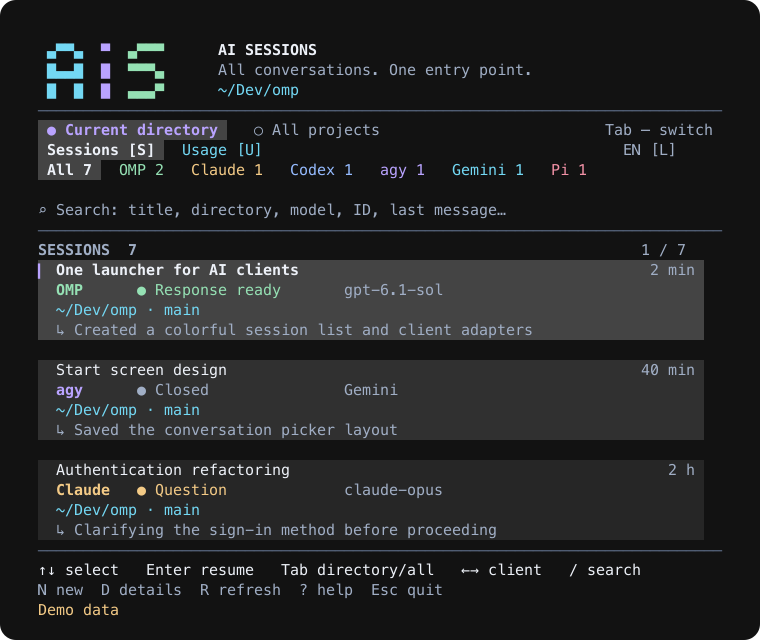 AiS
AI SESSIONS
All conversations. One entry point.
~/Dev/omp
● Current directory   ○ All projects   Tab — switch
Sessions [S]   Usage [U]   EN [L]
All 7   OMP 2   Claude 1   Codex 1   agy 1   Gemini 1   Pi 1
⌕ Search: title, directory, model, ID, last message…
SESSIONS 7   1 / 7
One launcher for AI clients   2 min
OMP   ● Response ready   gpt-6.1-sol
~/Dev/omp · main
↳ Created a colorful session list and client adapters
Start screen design   40 min
agy   ● Closed   Gemini
~/Dev/omp · main
↳ Saved the conversation picker layout
Authentication refactoring   2 h
Claude   ● Question   claude-opus
~/Dev/omp · main
↳ Clarifying the sign-in method before proceeding
↑↓ select   Enter resume   Tab directory/all   ←→ client   / search
N new   D details   R refresh   ? help   Esc quit
Demo data